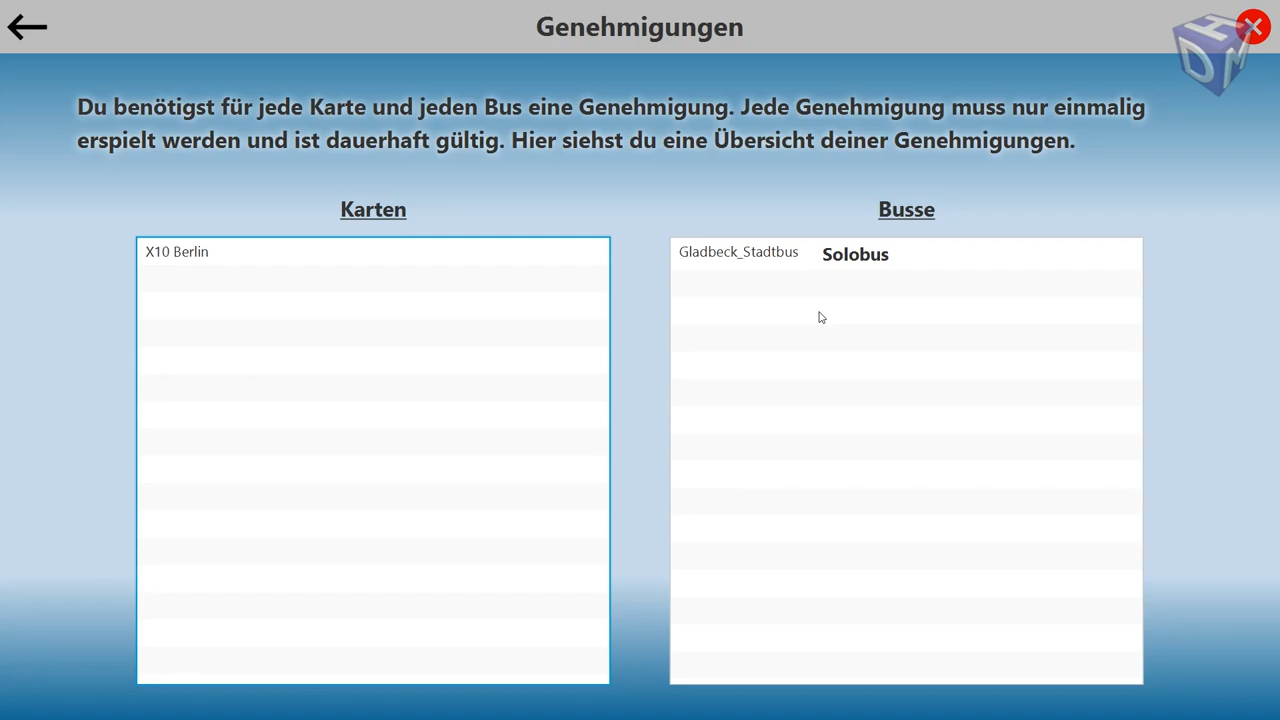 Genehmigungen
DHM
Du benötigst für jede Karte und jeden Bus eine Genehmigung. Jede Genehmigung muss nur einmalig
erspielt werden und ist dauerhaft gültig. Hier siehst du eine Übersicht deiner Genehmigungen.
Karten
Busse
X10 Berlin
Gladbeck_Stadtbus Solobus